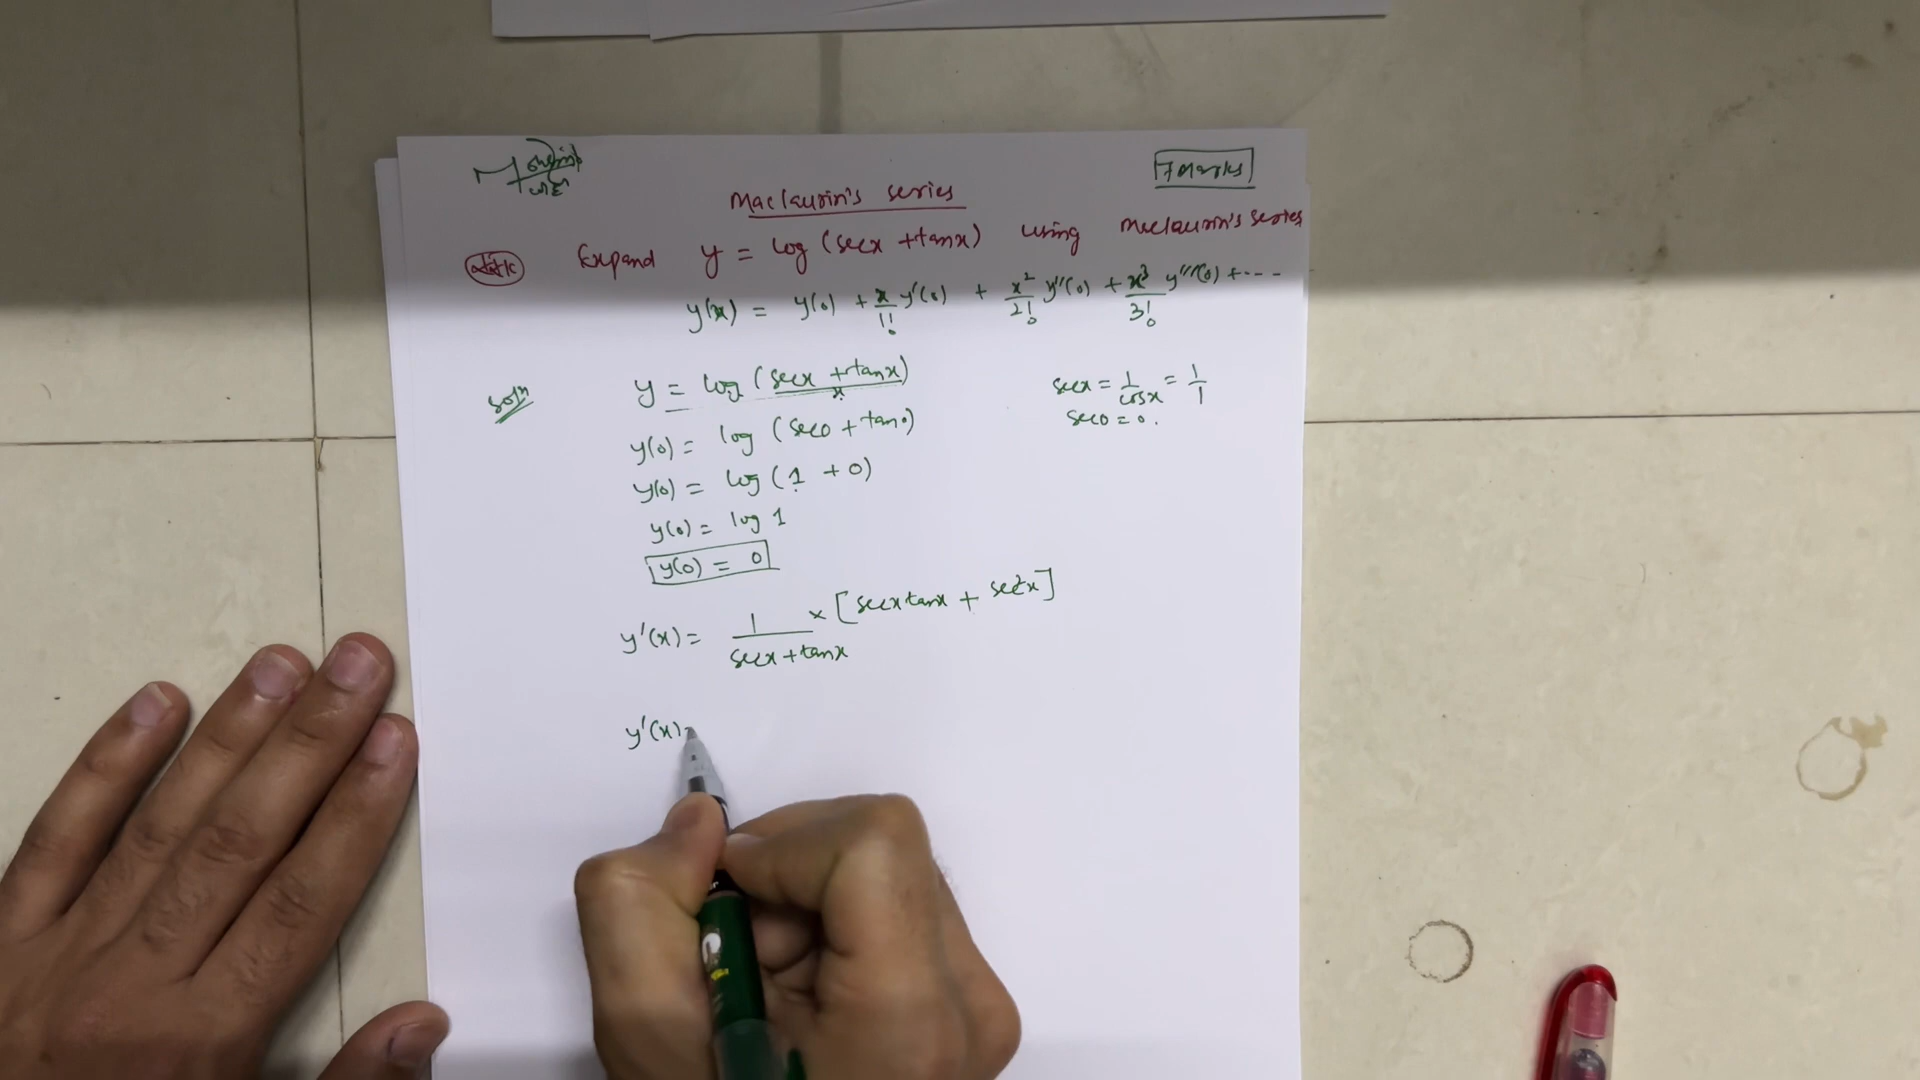 7 Marks
Maclaurin's series
Expand y = log (secx + tanx) using Maclaurin's series
y(x) = y(0) + x/1! y'(0) + x²/2! y''(0) + x³/3! y'''(0) + ---
soln y = log (secx + tanx)
secx = 1/cosx = 1/1
sec0 = 0.
y(0) = log (sec0 + tan0)
y(0) = log (1 + 0)
y(0) = log 1
y(0) = 0
y'(x) = 1/(secx + tanx) × [secxtanx + sec²x]
y'(x) =